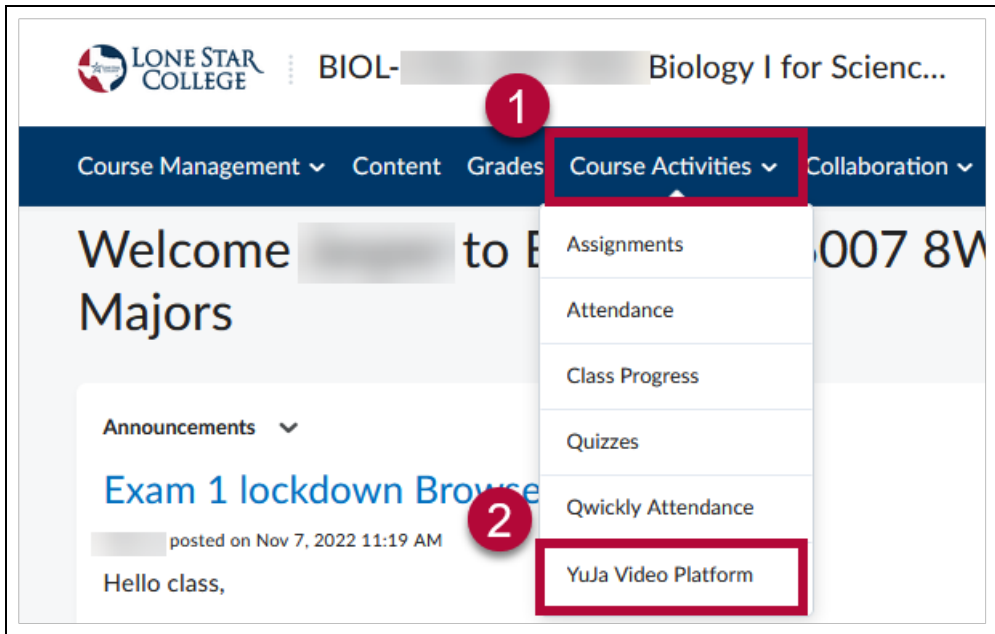 LONE STAR
COLLEGE
BIOL- Biology I for Scienc...
1
Course Management Content Grades Course Activities Collaboration
Welcome to 6007 8W
Majors
Assignments
Attendance
Class Progress
Quizzes
Qwickly Attendance
YuJa Video Platform
2
Announcements
Exam 1 lockdown Browse
posted on Nov 7, 2022 11:19 AM
Hello class,